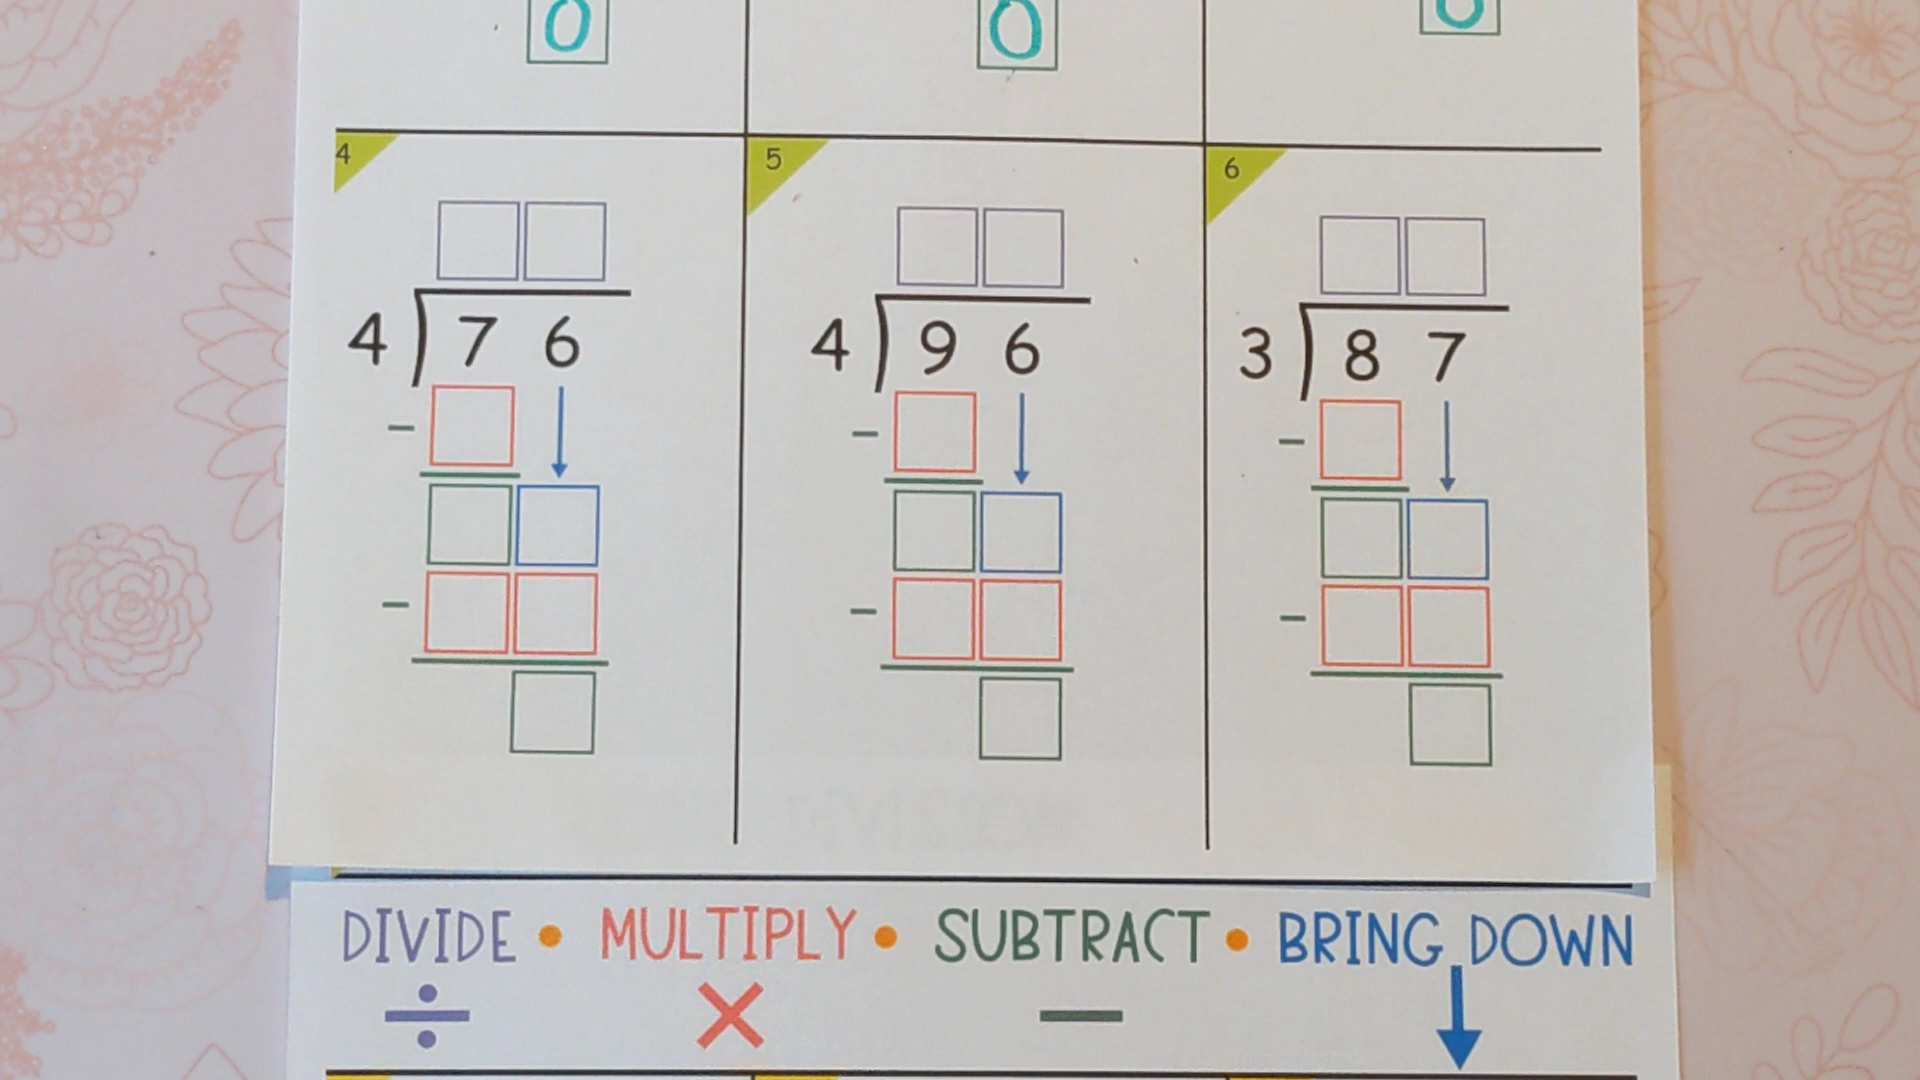 0 0
4 5 6
4 7 6 4 9 6 3 8 7
- - -
- - -
DIVIDE • MULTIPLY • SUBTRACT • BRING DOWN
÷ × —